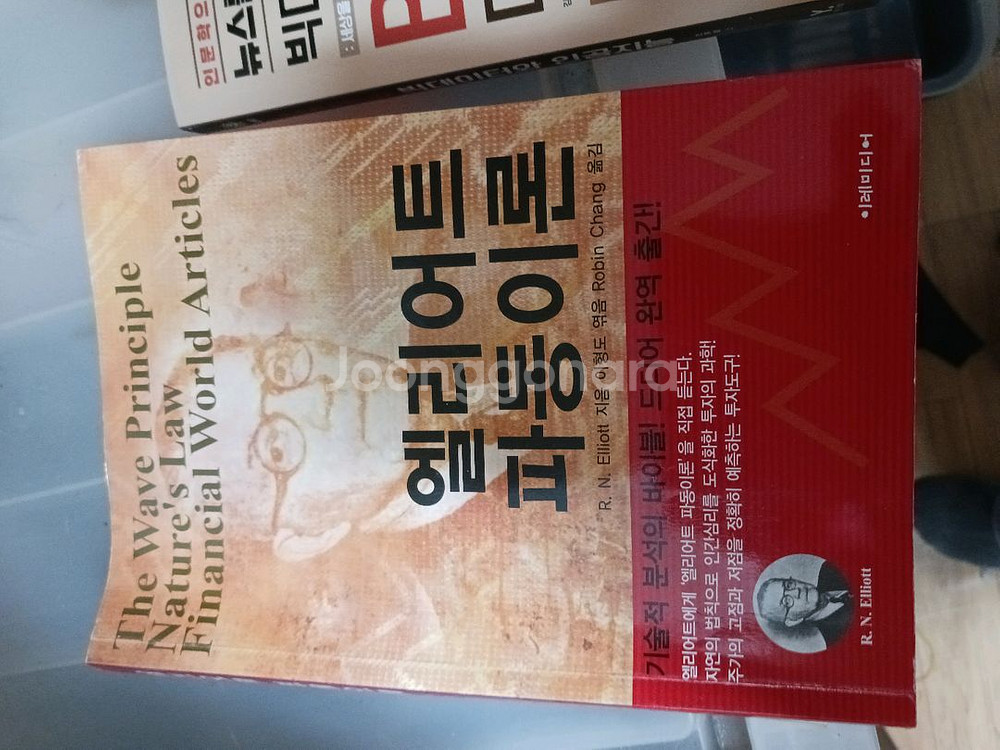 The Wave Principle
Nature's Law
Financial World Articles
엘리어트
파동이론
R. N. Elliott 지음 이형도 엮음 Robin Chang 옮김
기술적 분석의 바이블! 드디어 완역 출간!
엘리어트에게 '엘리어트 파동이론'을 직접 듣는다.
자연의 법칙으로 인간심리를 도식화한 투자의 과학!
주가의 고점과 저점을 정확히 예측하는 투자도구!
R. N. Elliott
이레미디어
Joonggonara
인문학으